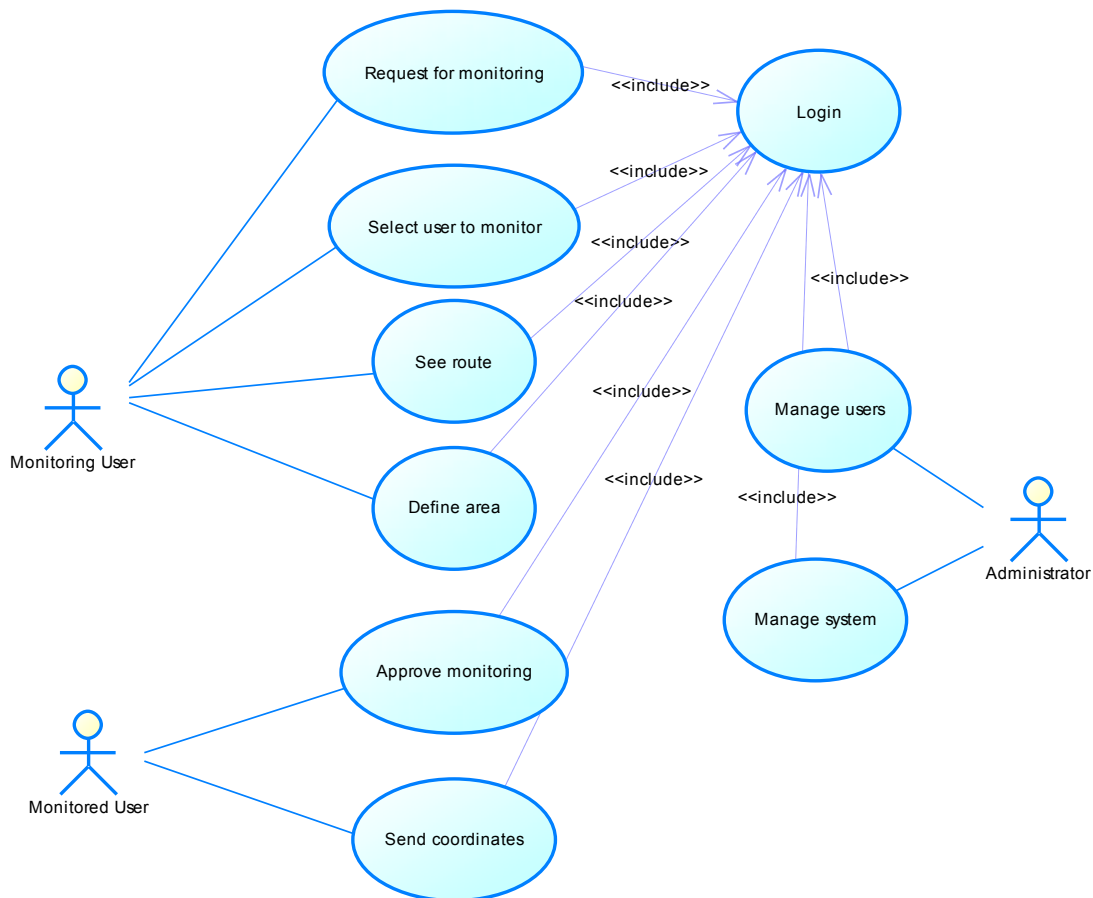 Request for monitoring
<<include>>
Login
<<include>>
Select user to monitor
<<include>>
<<include>>
<<include>>
See route
<<include>>
Manage users
Monitoring User
<<include>>
<<include>>
Define area
Administrator
Manage system
Approve monitoring
Monitored User
Send coordinates